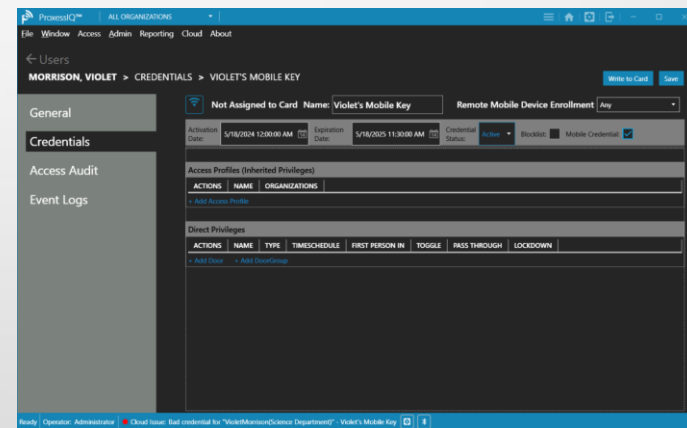 ProxessIQ™ ALL ORGANIZATIONS
File Window Access Admin Reporting Cloud About
Users
MORRISON, VIOLET > CREDENTIALS > VIOLET'S MOBILE KEY
Write to Card Save
General
Credentials
Access Audit
Event Logs
Not Assigned to Card Name: Violet's Mobile Key Remote Mobile Device Enrollment Any
Activation Date: 5/18/2024 12:00:00 AM Expiration Date: 5/18/2025 11:30:00 AM Credential Status: Active Blocklist: Mobile Credential:
Access Profiles (Inherited Privileges)
ACTIONS NAME ORGANIZATIONS
+ Add Access Profile
Direct Privileges
ACTIONS NAME TYPE TIMESCHEDULE FIRST PERSON IN TOGGLE PASS THROUGH LOCKDOWN
+ Add Door + Add DoorGroup
Ready Operator: Administrator Cloud Issue: Bad credential for "VioletMorrison(Science Department)" - Violet's Mobile Key